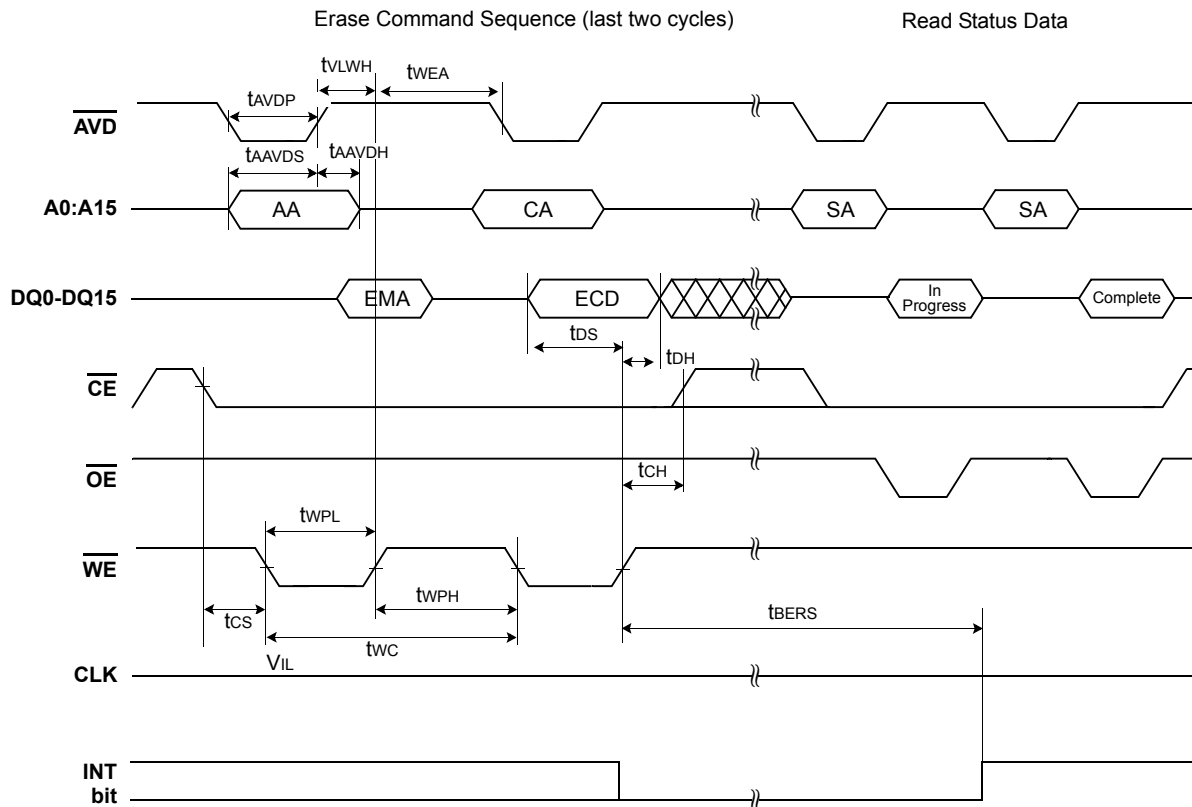 Erase Command Sequence (last two cycles) Read Status Data
tVLWH
tWEA
tAVDP
AVD
tAAVDS tAAVDH
A0:A15 AA CA SA SA
DQ0-DQ15 EMA ECD In Progress Complete
tDS
tDH
CE
OE
tCH
tWPL
WE
tCS tWPH tBERS
tWC
VIL
CLK
INT
bit